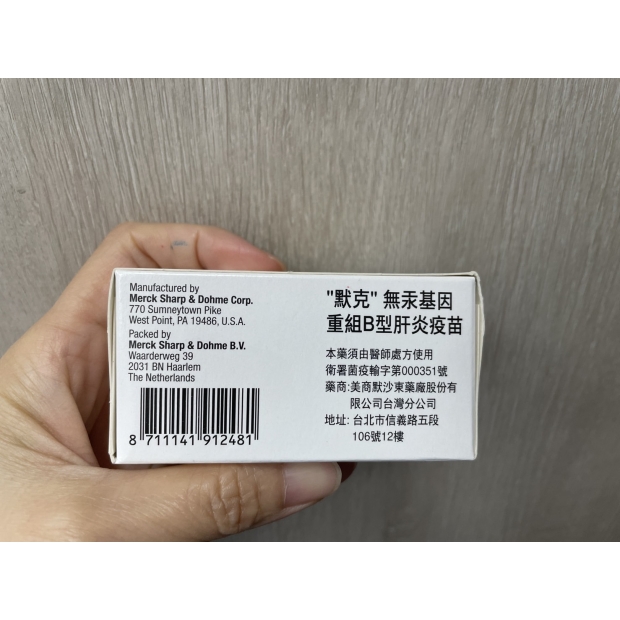 Manufactured by
Merck Sharp & Dohme Corp.
770 Sumneytown Pike
West Point, PA 19486, U.S.A.
Packed by
Merck Sharp & Dohme B.V.
Waarderweg 39
2031 BN Haarlem
The Netherlands
8 711141 912481
"默克" 無汞基因
重組B型肝炎疫苗
本藥須由醫師處方使用
衛署菌疫輸字第000351號
藥商:美商默沙東藥廠股份有
限公司台灣分公司
地址: 台北市信義路五段
106號12樓